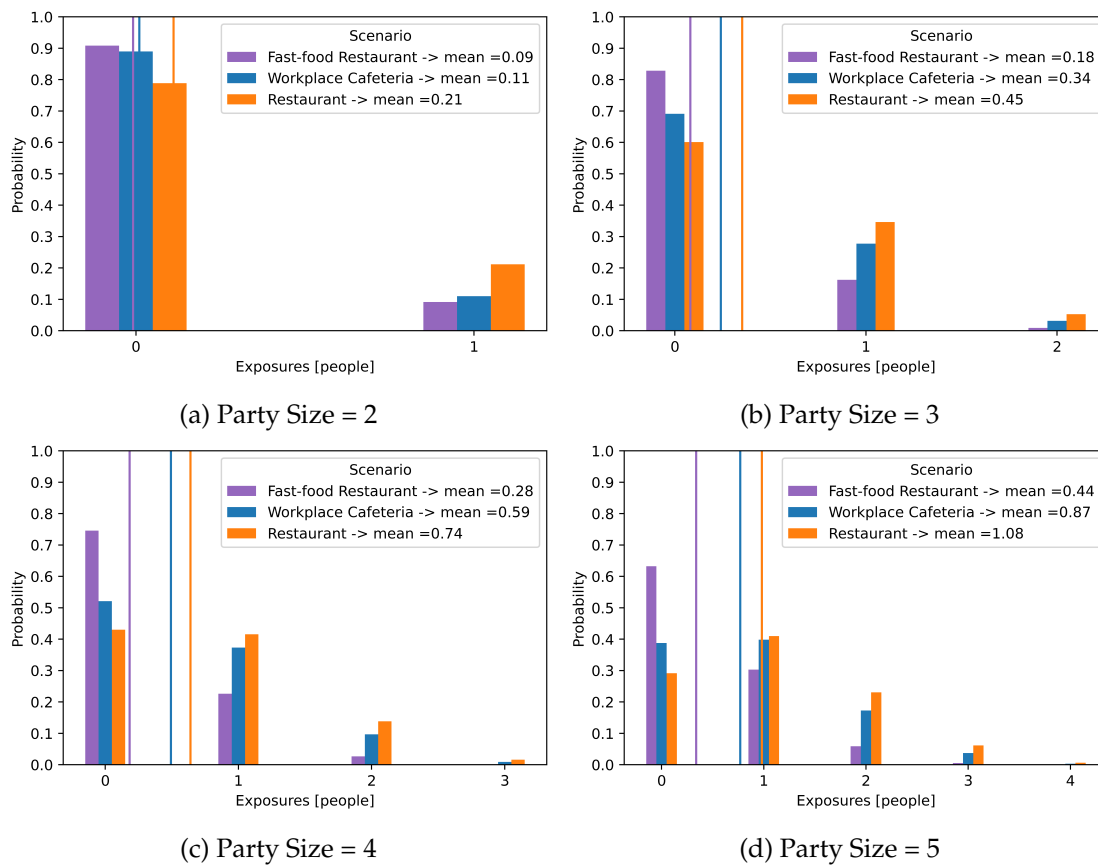 1.0
0.9
0.8
0.7
0.6
0.5
0.4
0.3
0.2
0.1
0.0
Probability
Scenario
Fast-food Restaurant -> mean =0.09
Workplace Cafeteria -> mean =0.11
Restaurant -> mean =0.21
0 1
Exposures [people]
(a) Party Size = 2
1.0
0.9
0.8
0.7
0.6
0.5
0.4
0.3
0.2
0.1
0.0
Probability
Scenario
Fast-food Restaurant -> mean =0.18
Workplace Cafeteria -> mean =0.34
Restaurant -> mean =0.45
0 1 2
Exposures [people]
(b) Party Size = 3
1.0
0.9
0.8
0.7
0.6
0.5
0.4
0.3
0.2
0.1
0.0
Probability
Scenario
Fast-food Restaurant -> mean =0.28
Workplace Cafeteria -> mean =0.59
Restaurant -> mean =0.74
0 1 2 3
Exposures [people]
(c) Party Size = 4
1.0
0.9
0.8
0.7
0.6
0.5
0.4
0.3
0.2
0.1
0.0
Probability
Scenario
Fast-food Restaurant -> mean =0.44
Workplace Cafeteria -> mean =0.87
Restaurant -> mean =1.08
0 1 2 3 4
Exposures [people]
(d) Party Size = 5